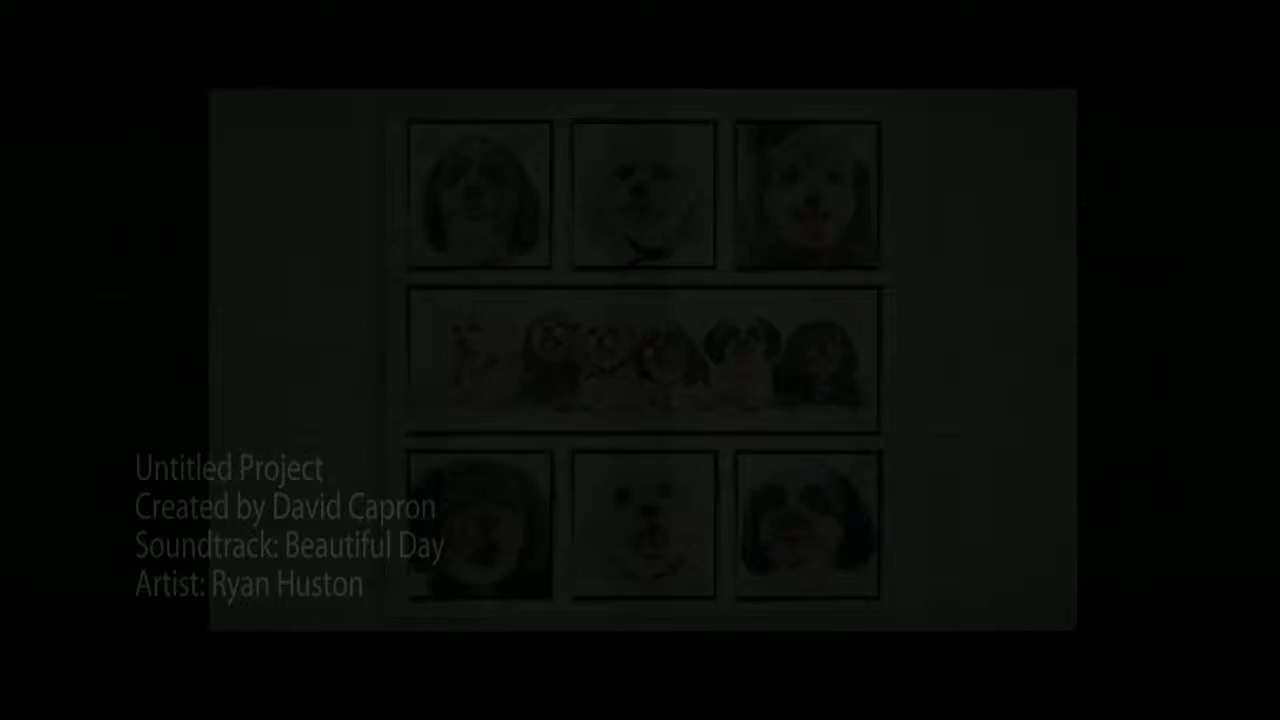 Untitled Project
Created by David Capron
Soundtrack: Beautiful Day
Artist: Ryan Huston